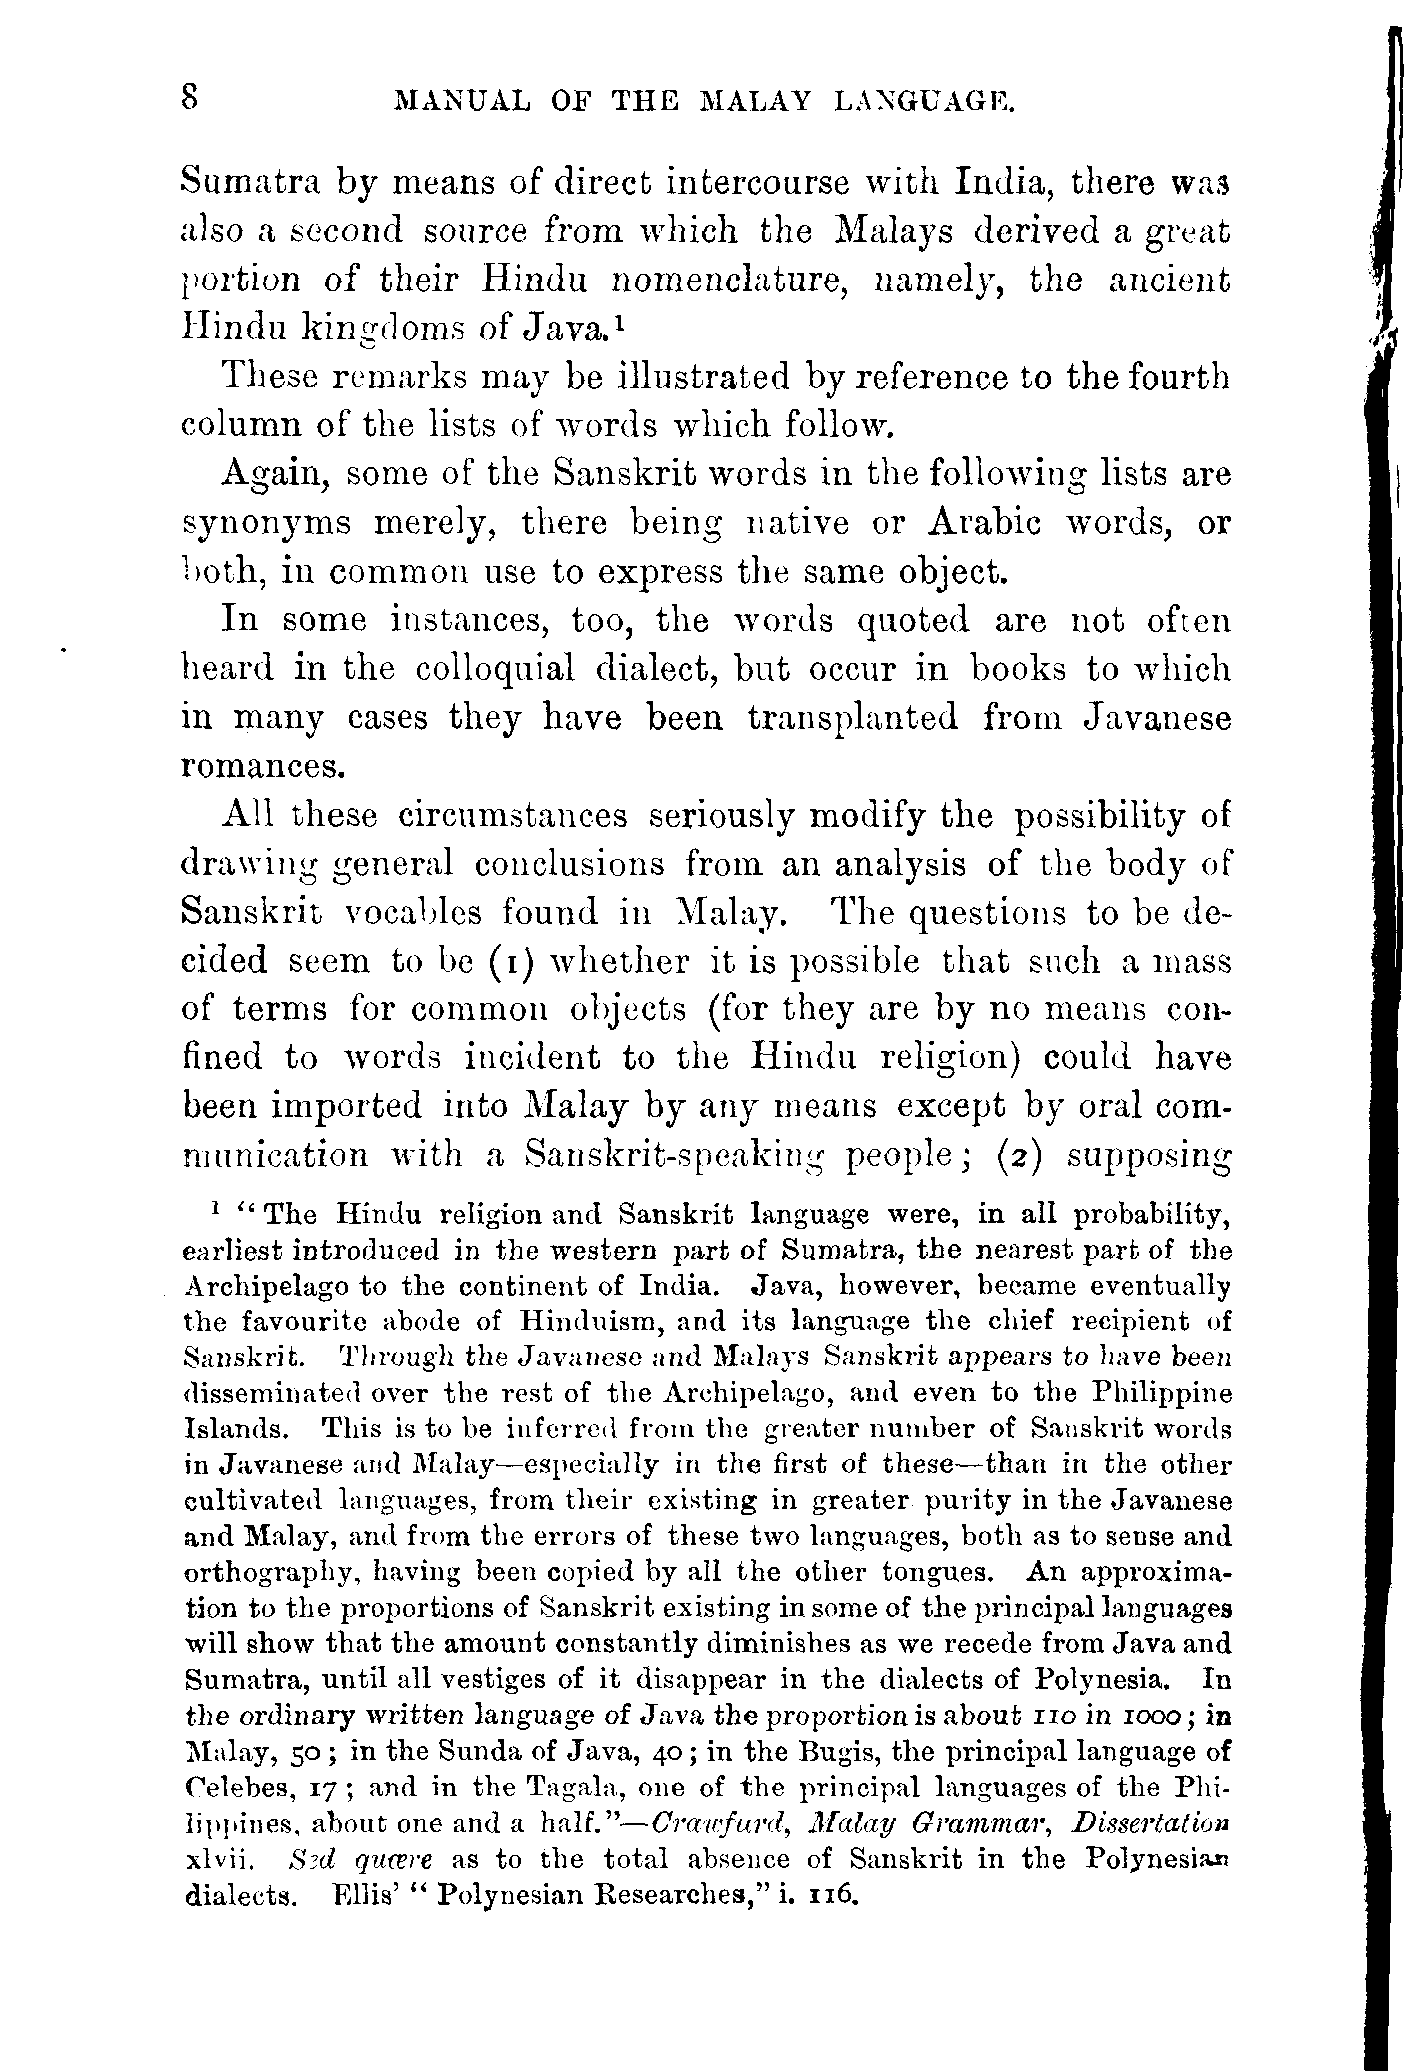 8 MANUAL OF THE MALAY LANGUAGE.
Sumatra by means of direct intercourse with India, there was
also a second source from which the Malays derived a great
portion of their Hindu nomenclature, namely, the ancient
Hindu kingdoms of Java.¹
These remarks may be illustrated by reference to the fourth
column of the lists of words which follow.
Again, some of the Sanskrit words in the following lists are
synonyms merely, there being native or Arabic words, or
both, in common use to express the same object.
In some instances, too, the words quoted are not often
heard in the colloquial dialect, but occur in books to which
in many cases they have been transplanted from Javanese
romances.
All these circumstances seriously modify the possibility of
drawing general conclusions from an analysis of the body of
Sanskrit vocables found in Malay. The questions to be de-
cided seem to be (1) whether it is possible that such a mass
of terms for common objects (for they are by no means con-
fined to words incident to the Hindu religion) could have
been imported into Malay by any means except by oral com-
munication with a Sanskrit-speaking people; (2) supposing
¹ "The Hindu religion and Sanskrit language were, in all probability,
earliest introduced in the western part of Sumatra, the nearest part of the
Archipelago to the continent of India. Java, however, became eventually
the favourite abode of Hinduism, and its language the chief recipient of
Sanskrit. Through the Javanese and Malays Sanskrit appears to have been
disseminated over the rest of the Archipelago, and even to the Philippine
Islands. This is to be inferred from the greater number of Sanskrit words
in Javanese and Malay—especially in the first of these—than in the other
cultivated languages, from their existing in greater purity in the Javanese
and Malay, and from the errors of these two languages, both as to sense and
orthography, having been copied by all the other tongues. An approxima-
tion to the proportions of Sanskrit existing in some of the principal languages
will show that the amount constantly diminishes as we recede from Java and
Sumatra, until all vestiges of it disappear in the dialects of Polynesia. In
the ordinary written language of Java the proportion is about 110 in 1000; in
Malay, 50; in the Sunda of Java, 40; in the Bugis, the principal language of
Celebes, 17; and in the Tagala, one of the principal languages of the Phi-
lippines, about one and a half."—Crawfurd, Malay Grammar, Dissertation
xlvii. Sed quære as to the total absence of Sanskrit in the Polynesian
dialects. Ellis' "Polynesian Researches," i. 116.